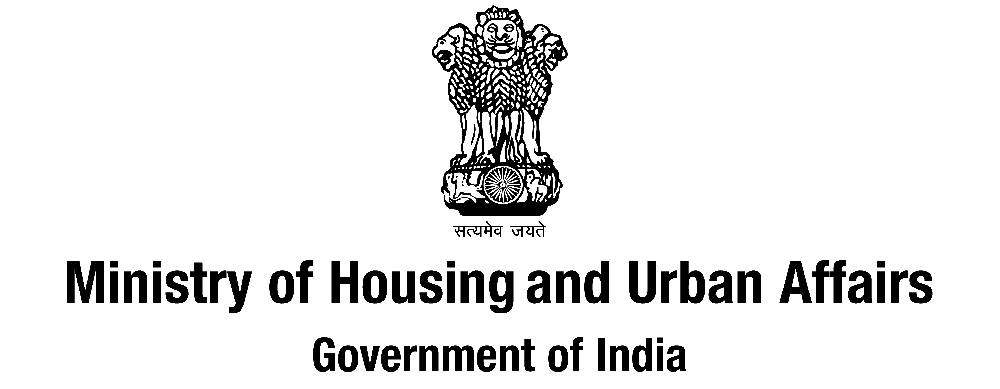 सत्यमेव जयते
Ministry of Housing and Urban Affairs
Government of India